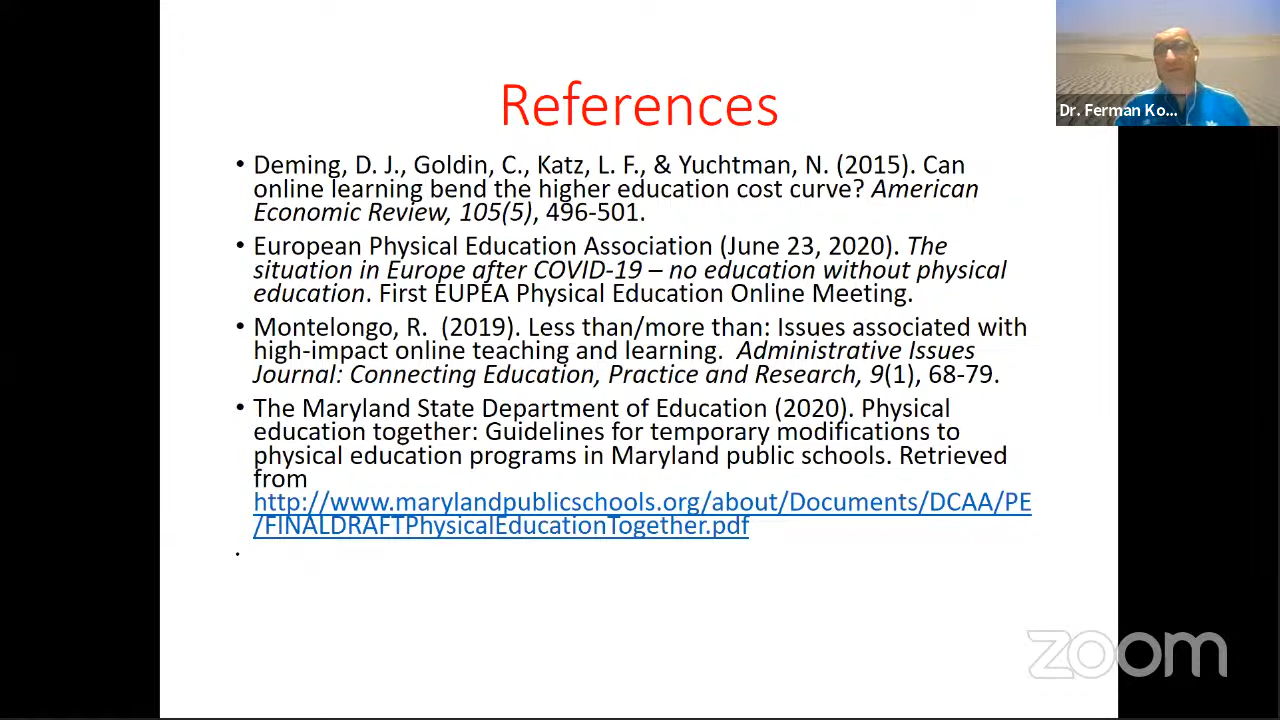 References
Dr. Ferman Ko...
• Deming, D. J., Goldin, C., Katz, L. F., & Yuchtman, N. (2015). Can
online learning bend the higher education cost curve? American
Economic Review, 105(5), 496-501.
• European Physical Education Association (June 23, 2020). The
situation in Europe after COVID-19 – no education without physical
education. First EUPEA Physical Education Online Meeting.
• Montelongo, R. (2019). Less than/more than: Issues associated with
high-impact online teaching and learning. Administrative Issues
Journal: Connecting Education, Practice and Research, 9(1), 68-79.
• The Maryland State Department of Education (2020). Physical
education together: Guidelines for temporary modifications to
physical education programs in Maryland public schools. Retrieved
from
http://www.marylandpublicschools.org/about/Documents/DCAA/PE
/FINALDRAFTPhysicalEducationTogether.pdf
•
zoom